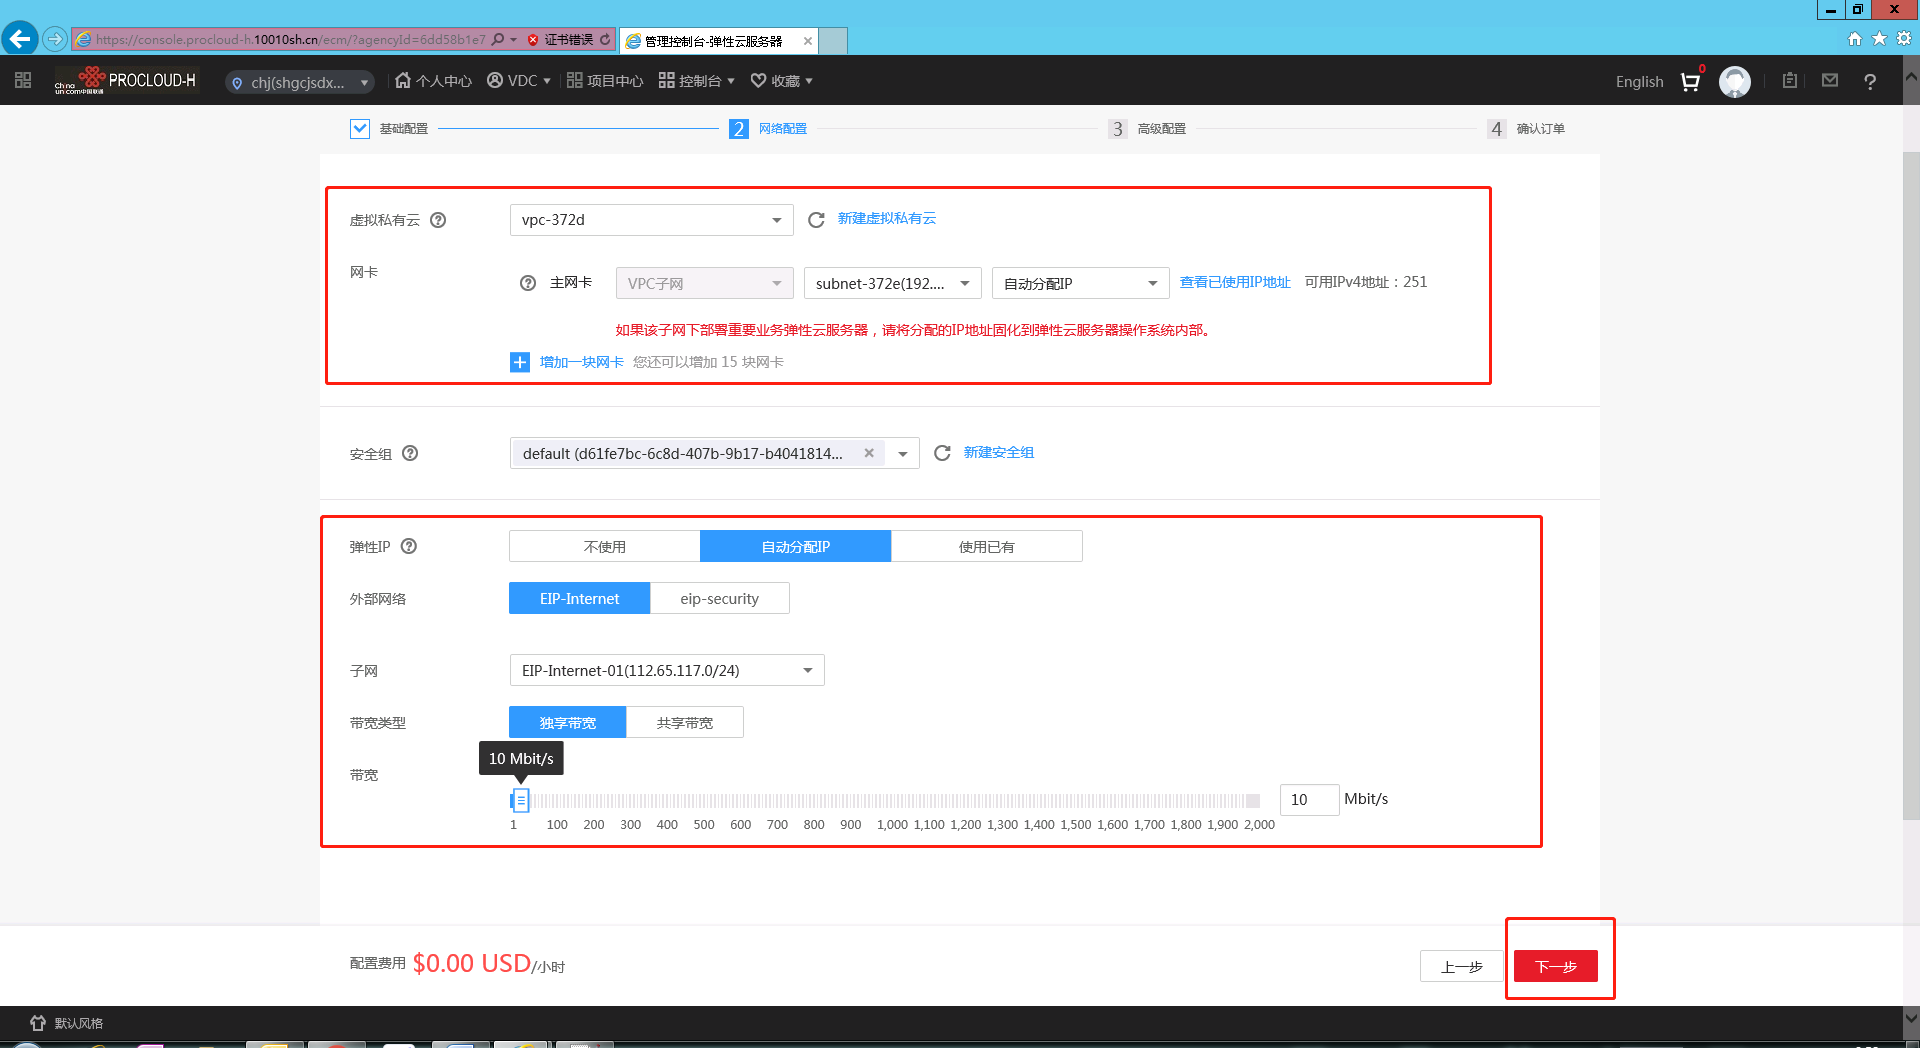 https://console.procloud-h.10010sh.cn/ecm/?agencyId=6dd58b1e7
证书错误
管理控制台-弹性云服务器
China unicom中国联通 PROCLOUD-H
chj(shgcjsdx...
个人中心
VDC
项目中心
控制台
收藏
English
0
基础配置
2 网络配置
3 高级配置
4 确认订单
虚拟私有云
vpc-372d
新建虚拟私有云
网卡
主网卡
VPC子网
subnet-372e(192....
自动分配IP
查看已使用IP地址
可用IPv4地址：251
如果该子网下部署重要业务弹性云服务器，请将分配的IP地址固化到弹性云服务器操作系统内部。
增加一块网卡 您还可以增加 15 块网卡
安全组
default (d61fe7bc-6c8d-407b-9b17-b4041814...
新建安全组
弹性IP
不使用
自动分配IP
使用已有
外部网络
EIP-Internet
eip-security
子网
EIP-Internet-01(112.65.117.0/24)
带宽类型
独享带宽
共享带宽
10 Mbit/s
带宽
10 Mbit/s
1 100 200 300 400 500 600 700 800 900 1,000 1,100 1,200 1,300 1,400 1,500 1,600 1,700 1,800 1,900 2,000
配置费用 $0.00 USD/小时
上一步
下一步
默认风格